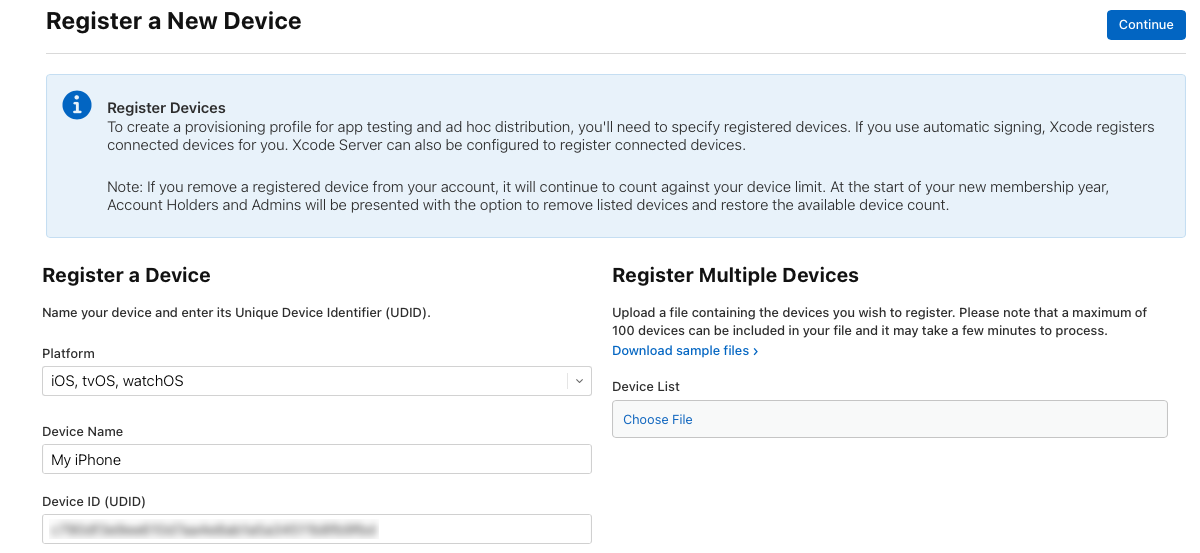 Register a New Device
Continue
Register Devices
To create a provisioning profile for app testing and ad hoc distribution, you'll need to specify registered devices. If you use automatic signing, Xcode registers
connected devices for you. Xcode Server can also be configured to register connected devices.
Note: If you remove a registered device from your account, it will continue to count against your device limit. At the start of your new membership year,
Account Holders and Admins will be presented with the option to remove listed devices and restore the available device count.
Register a Device
Name your device and enter its Unique Device Identifier (UDID).
Platform
iOS, tvOS, watchOS
Device Name
My iPhone
Device ID (UDID)
Register Multiple Devices
Upload a file containing the devices you wish to register. Please note that a maximum of
100 devices can be included in your file and it may take a few minutes to process.
Download sample files ›
Device List
Choose File